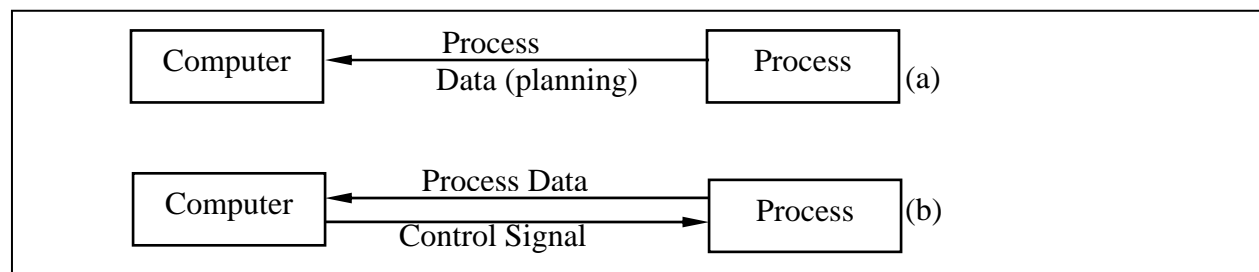 Computer
Process
Data (planning)
Process
(a)
Computer
Process Data
Control Signal
Process
(b)